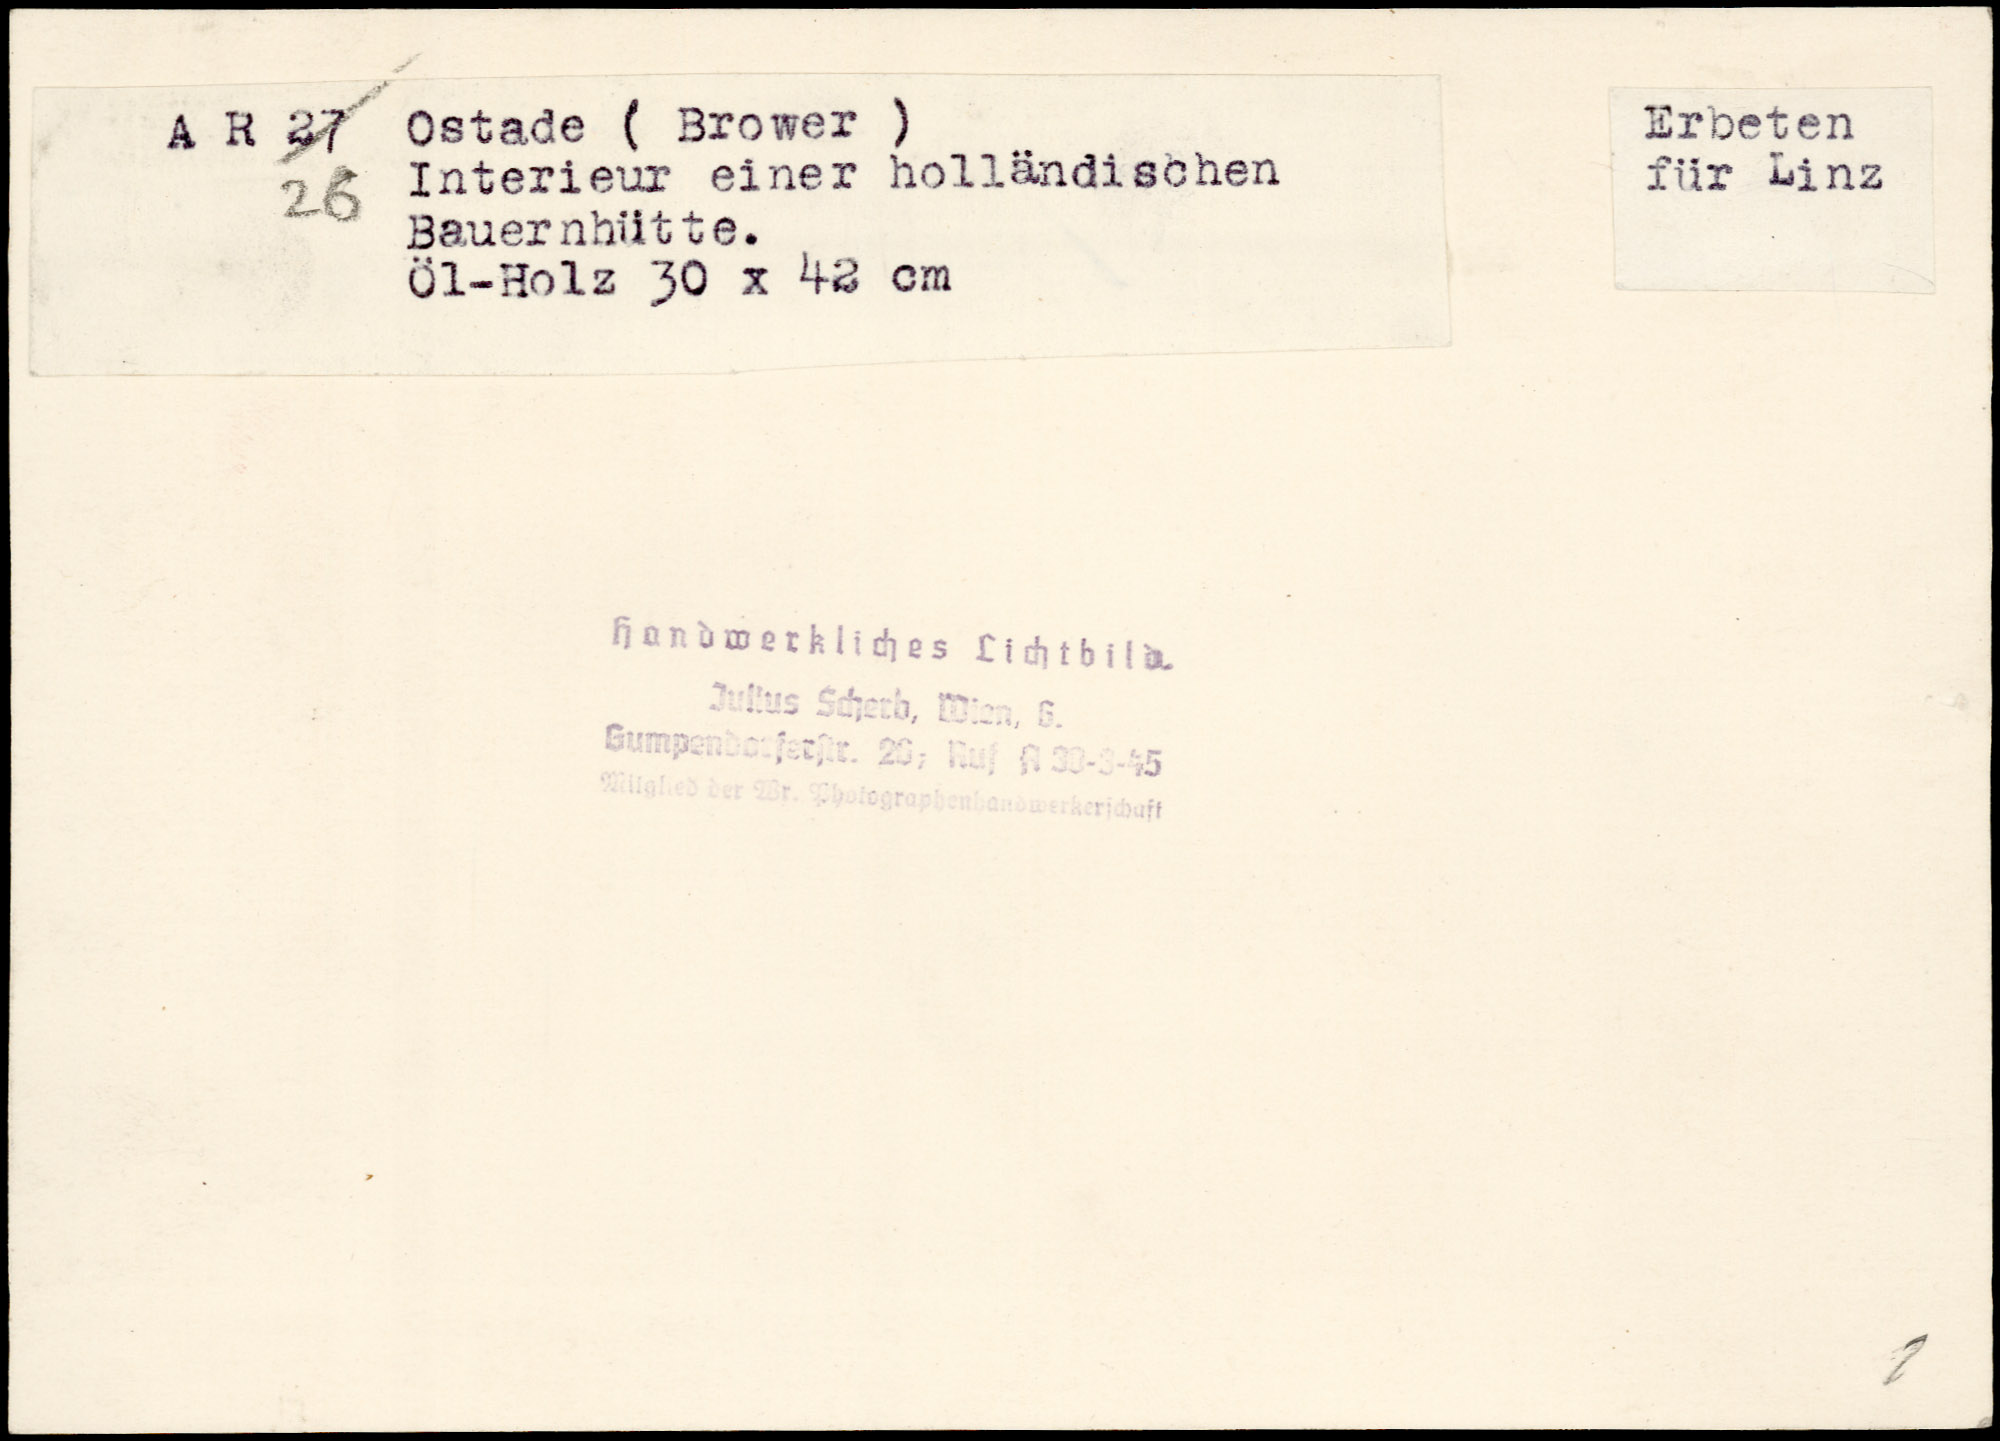 A R 27 Ostade ( Brower )
26 Interieur einer holländischen
Bauernhütte.
Öl-Holz 30 x 42 cm
Erbeten
für Linz
Handwerkliches Lichtbild
Julius Scherb, Wien, 6.
Gumpendorferstr. 26, Ruf A 30-3-45
Mitglied der Wr. Photographenhandwerkerschaft